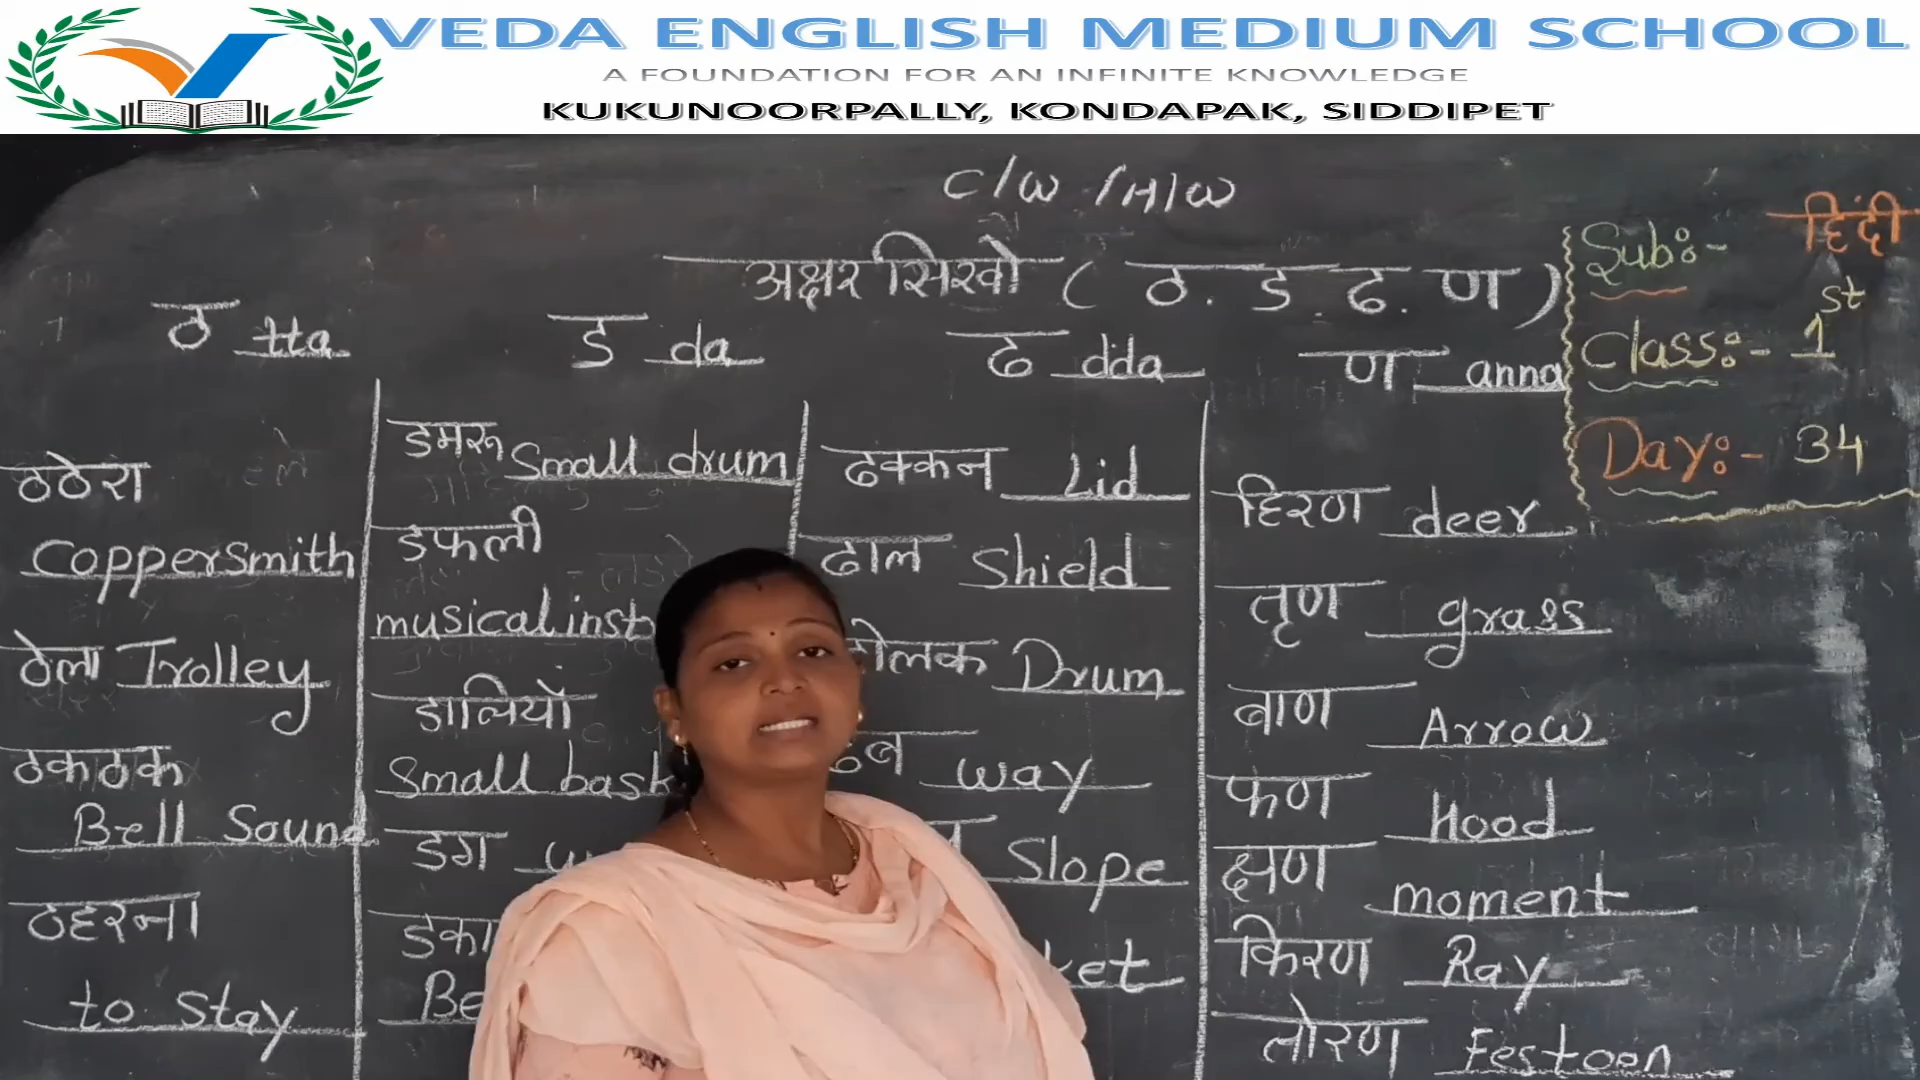 VEDA ENGLISH MEDIUM SCHOOL
A FOUNDATION FOR AN INFINITE KNOWLEDGE
KUKUNOORPALLY, KONDAPAK, SIDDIPET
C/W /H/W
अक्षर सिखो ( ठ. ड ढ. ण )
Sub:- हिंदी
Class:- 1st
Day:- 34
ठ tta
ठठेरा
Coppersmith
ठेला Trolley
ठकठक
Bell Sound
ठहरना
to stay
ड da
डमरू Small drum
डफली
musical
डालियाँ
Small
डग
ढ dda
ढक्कन Lid
ढाल Shield
Drum
way
Slope
ण anna
हिरण deer
तृण grass
बाण Arrow
फण Hood
क्षण moment
किरण Ray
तोरण Festoon